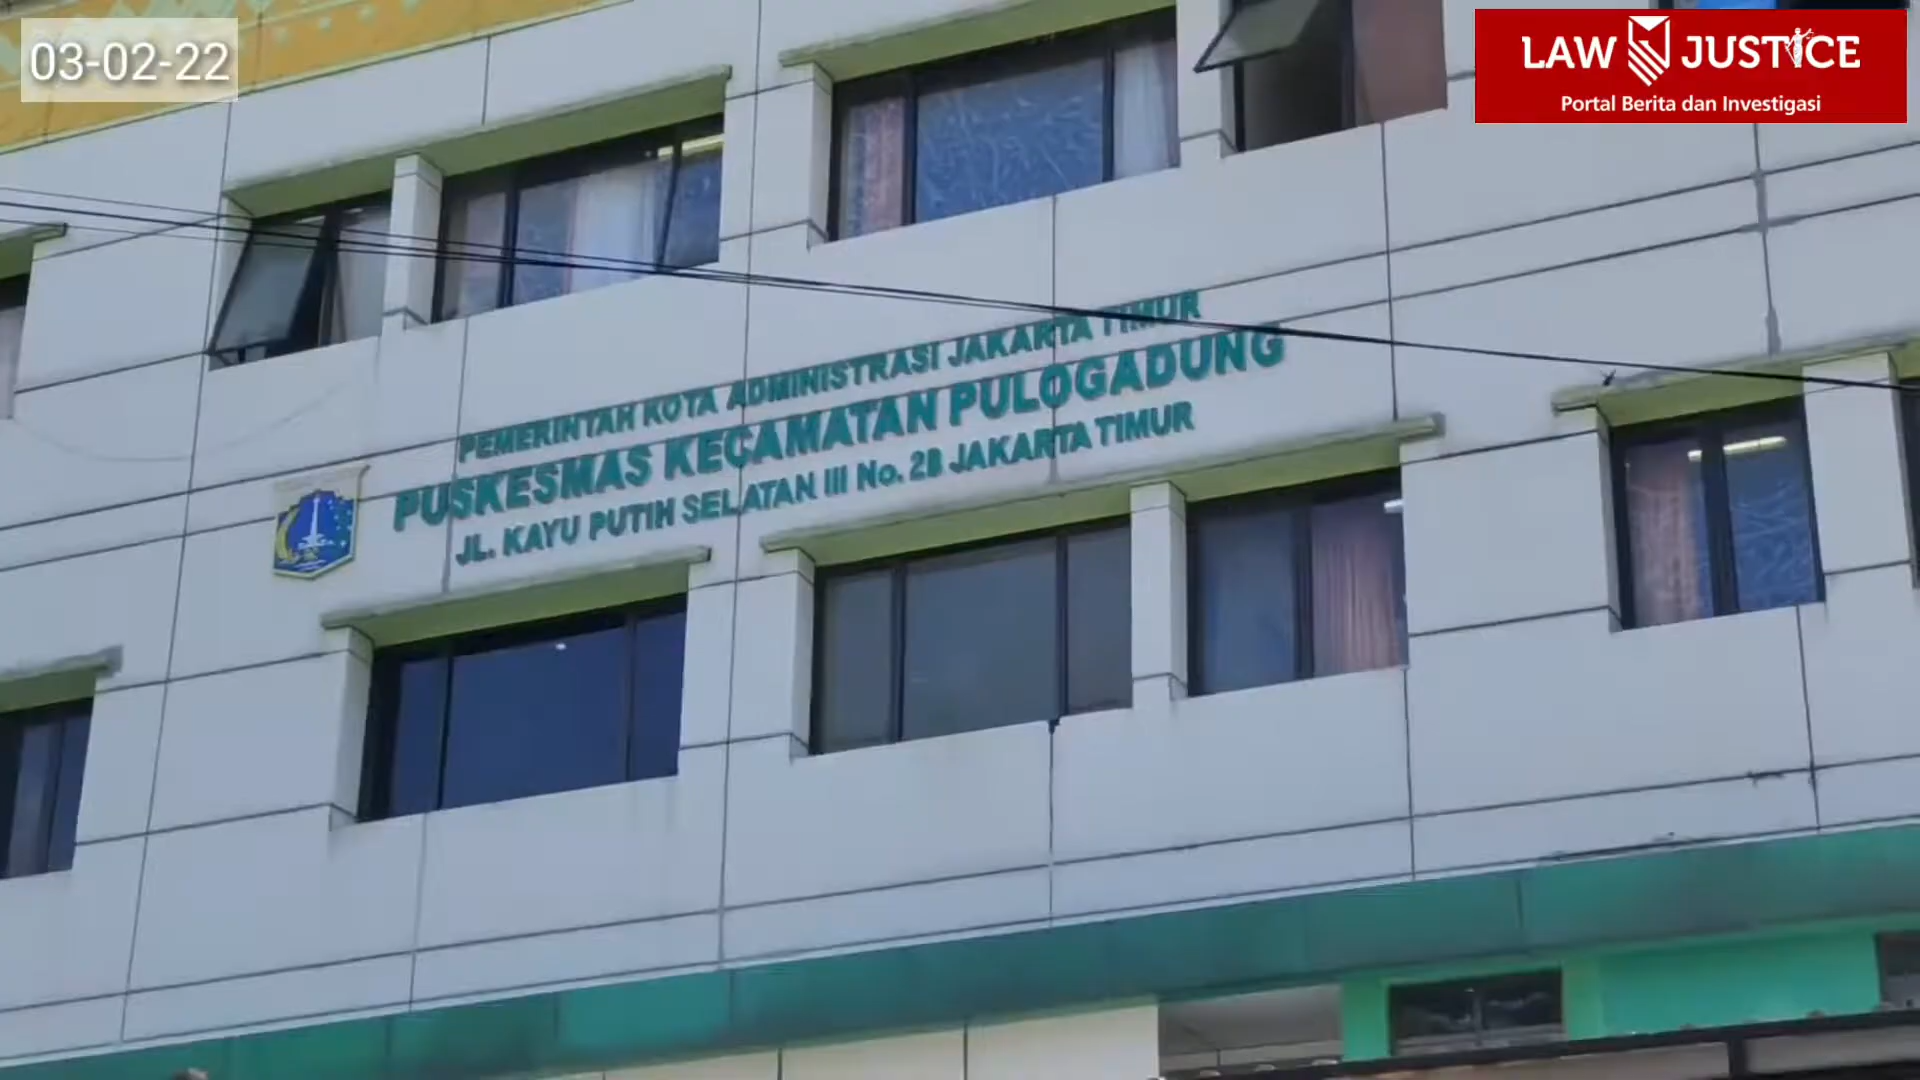 03-02-22
LAW JUSTICE
Portal Berita dan Investigasi
PEMERINTAH KOTA ADMINISTRASI JAKARTA TIMUR
PUSKESMAS KECAMATAN PULOGADUNG
JL. KAYU PUTIH SELATAN III No. 2B JAKARTA TIMUR